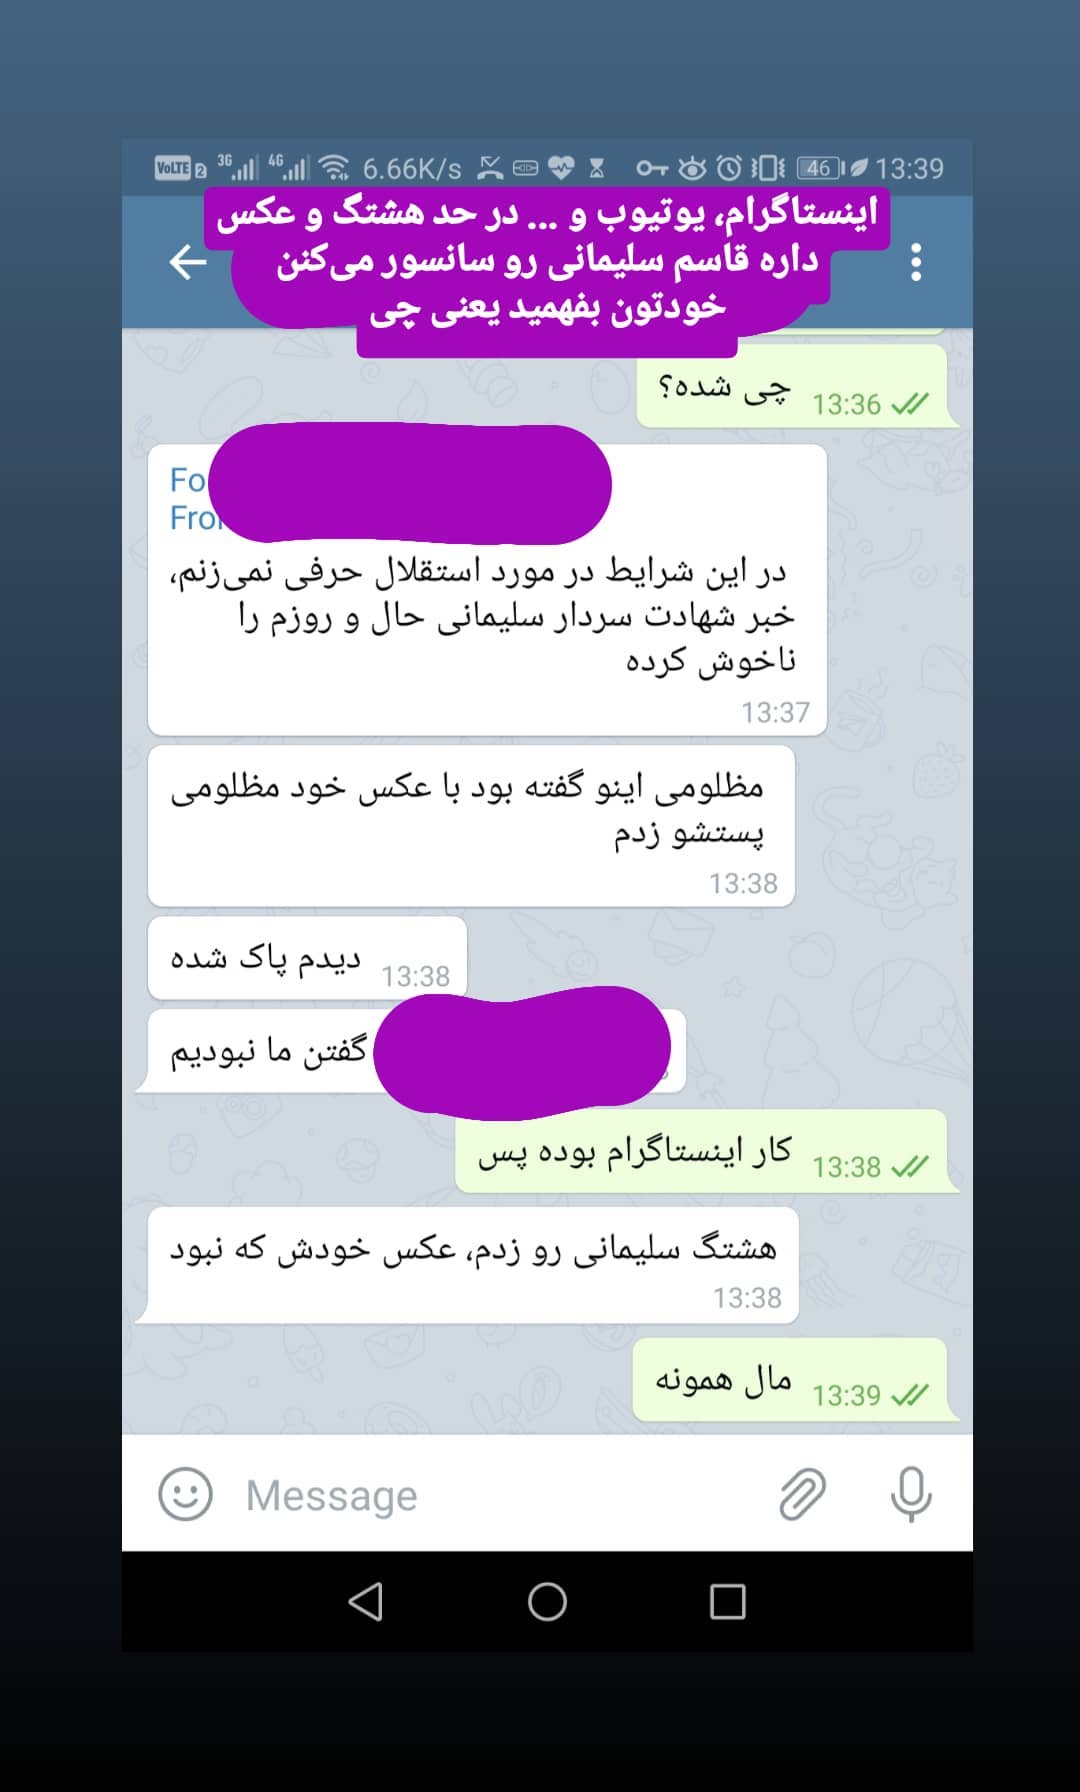 VoLTE 2 3G 4G 6.66K/s 46 13:39
اینستاگرام، یوتیوب و ... در حد هشتگ و عکس
داره قاسم سلیمانی رو سانسور می‌کنن
خودتون بفهمید یعنی چی
چی شده؟ 13:36
Fo
From
در این شرایط در مورد استقلال حرفی نمی‌زنم،
خبر شهادت سردار سلیمانی حال و روزم را
ناخوش کرده
13:37
مظلومی اینو گفته بود با عکس خود مظلومی
پستشو زدم
13:38
دیدم پاک شده 13:38
گفتن ما نبودیم
کار اینستاگرام بوده پس 13:38
هشتگ سلیمانی رو زدم، عکس خودش که نبود
13:38
مال همونه 13:39
Message